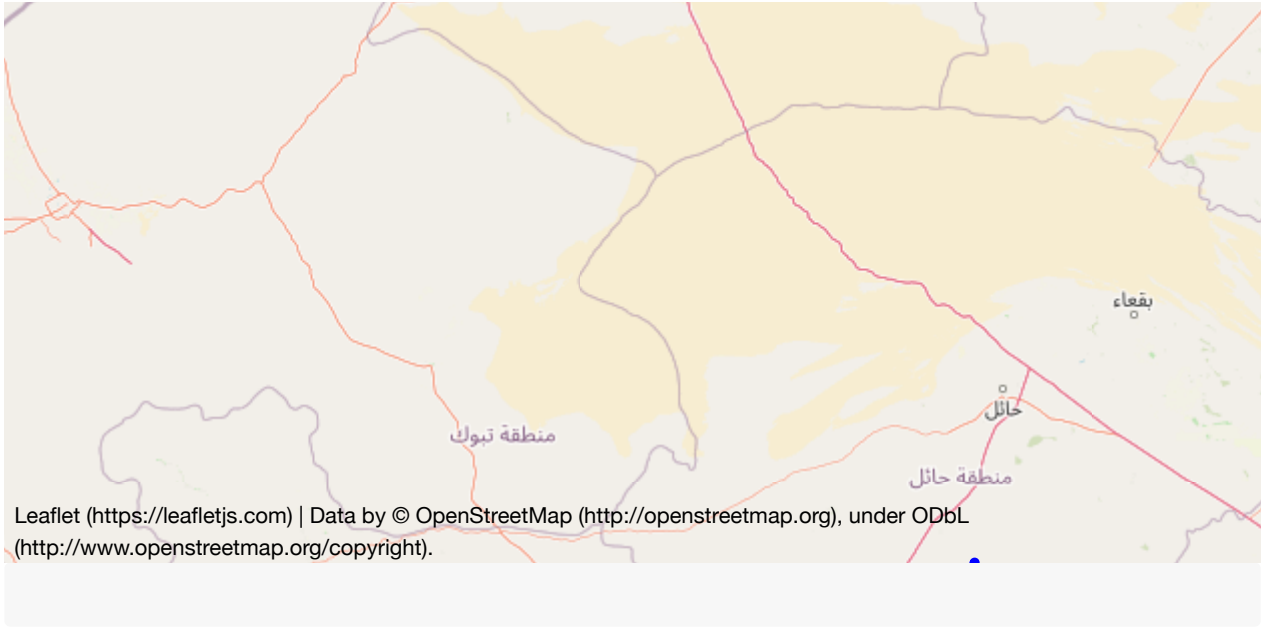 بقعاء
حائل
منطقة تبوك
منطقة حائل
Leaflet (https://leafletjs.com) | Data by © OpenStreetMap (http://openstreetmap.org), under ODbL
(http://www.openstreetmap.org/copyright).